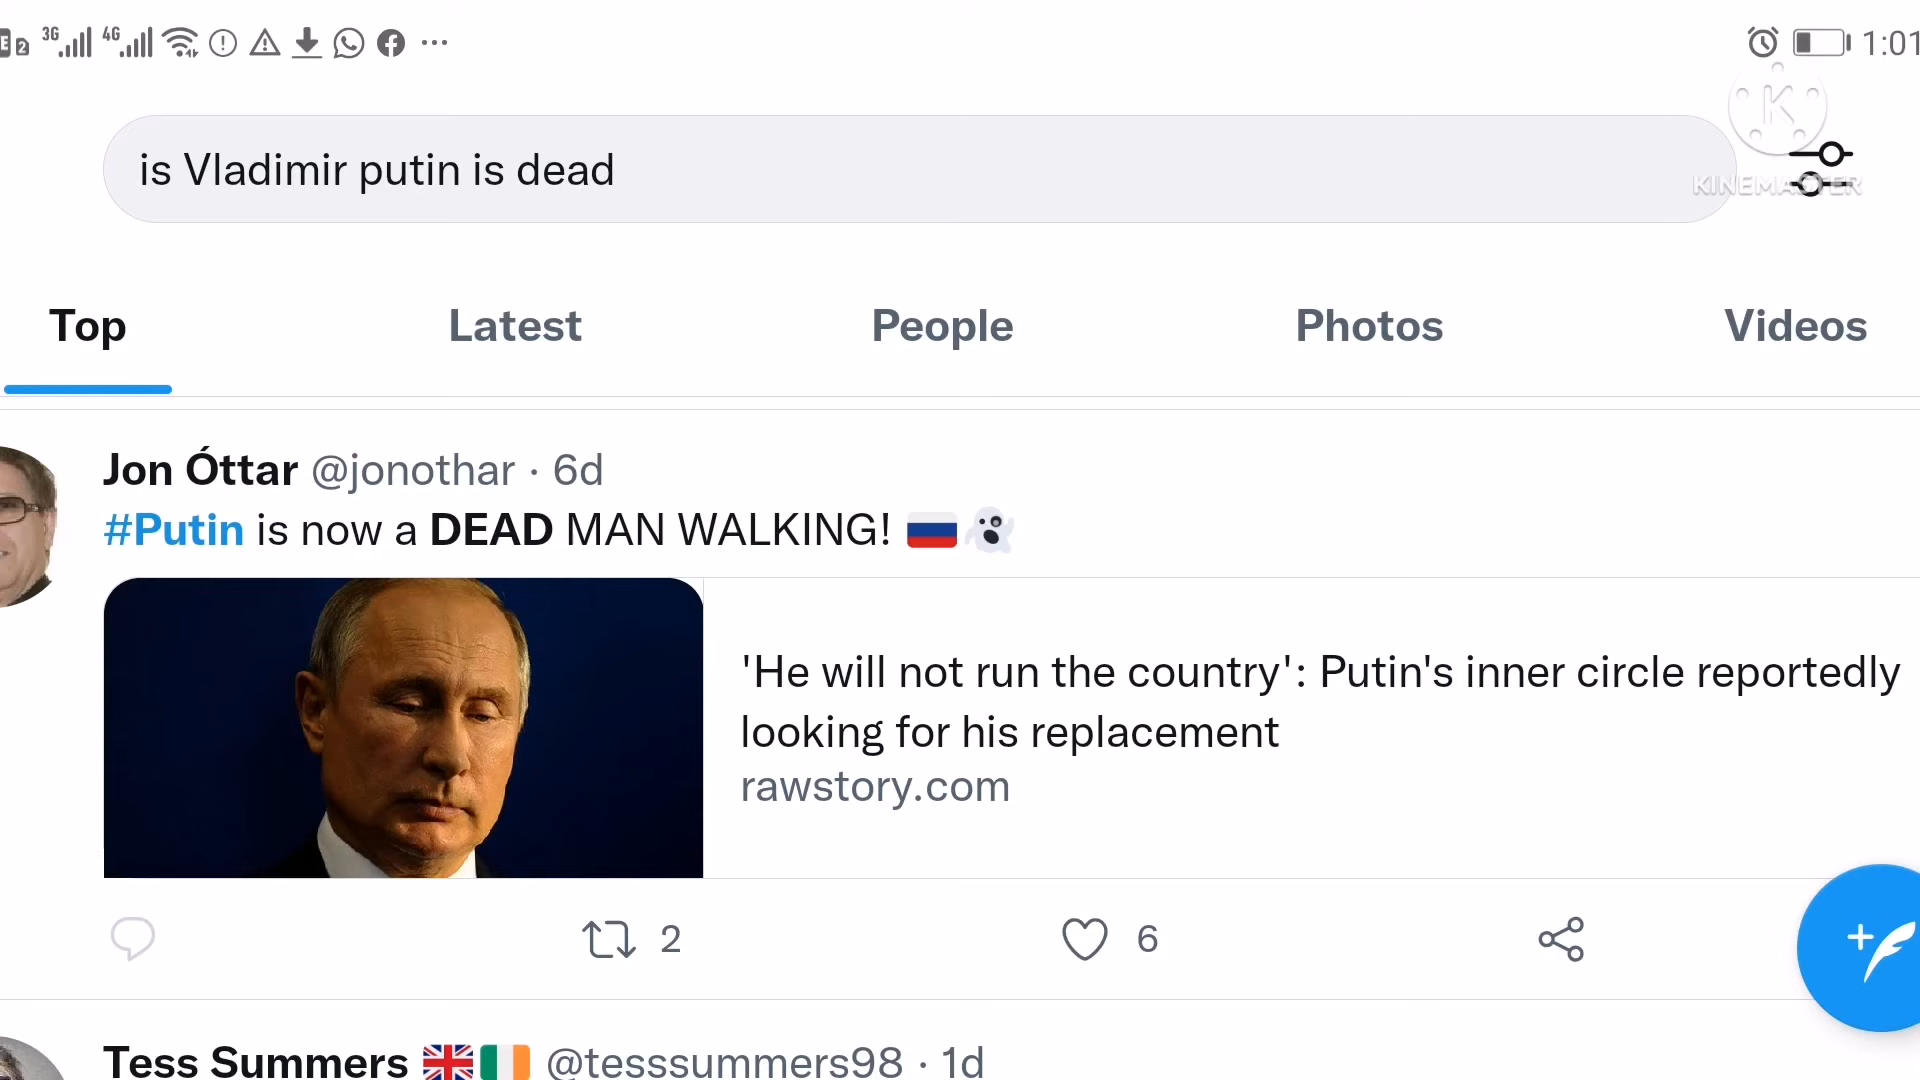 3G 4G 1:01
K
is Vladimir putin is dead
KINEMASTER
Top Latest People Photos Videos
Jon Óttar @jonothar · 6d
#Putin is now a DEAD MAN WALKING! 🇷🇺👻
'He will not run the country': Putin's inner circle reportedly
looking for his replacement
rawstory.com
2 6
Tess Summers 🇬🇧🇮🇪 @tesssummers98 · 1d